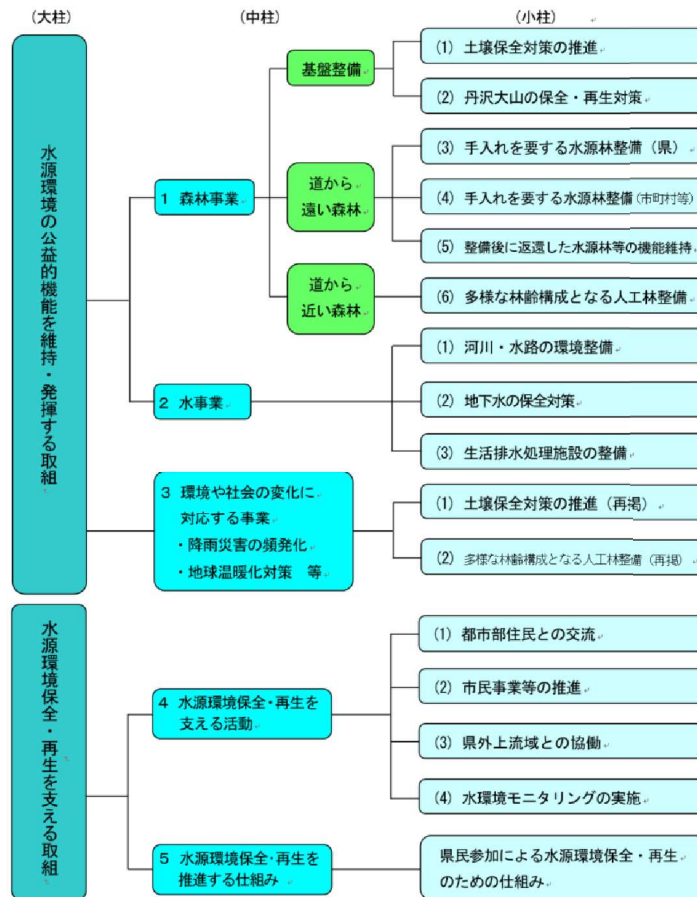 (大柱)
(中柱)
(小柱)
水源環境の公益的機能を維持・発揮する取組
1 森林事業
基盤整備
(1) 土壌保全対策の推進
(2) 丹沢大山の保全・再生対策
道から
遠い森林
(3) 手入れを要する水源林整備(県)
(4) 手入れを要する水源林整備(市町村等)
(5) 整備後に返還した水源林等の機能維持
道から
近い森林
(6) 多様な林齢構成となる人工林整備
2 水事業
(1) 河川・水路の環境整備
(2) 地下水の保全対策
(3) 生活排水処理施設の整備
3 環境や社会の変化に
対応する事業
・降雨災害の頻発化
・地球温暖化対策 等
(1) 土壌保全対策の推進(再掲)
(2) 多様な林齢構成となる人工林整備(再掲)
水源環境保全・再生を支える取組
4 水源環境保全・再生を
支える活動
(1) 都市部住民との交流
(2) 市民事業等の推進
(3) 県外上流域との協働
(4) 水環境モニタリングの実施
5 水源環境保全・再生を
推進する仕組み
県民参加による水源環境保全・再生
のための仕組み